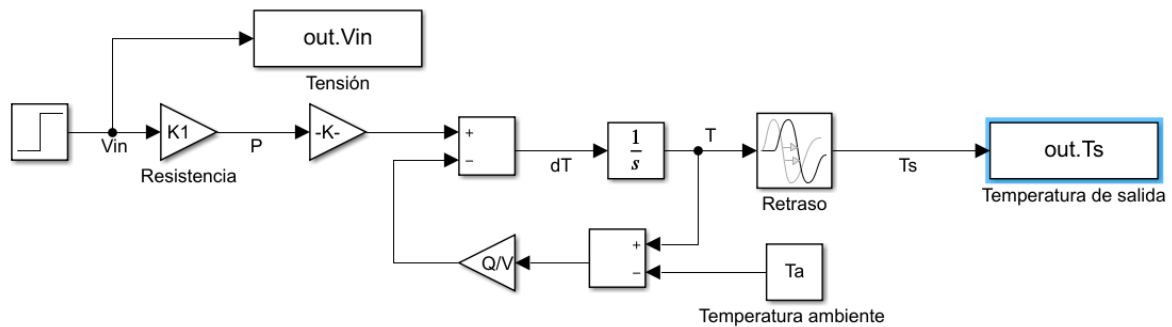 out.Vin
Tensión
Vin
K1
Resistencia
P
-K-
+
−
dT
1
s
T
Retraso
Ts
out.Ts
Temperatura de salida
Q/V
+
−
Ta
Temperatura ambiente